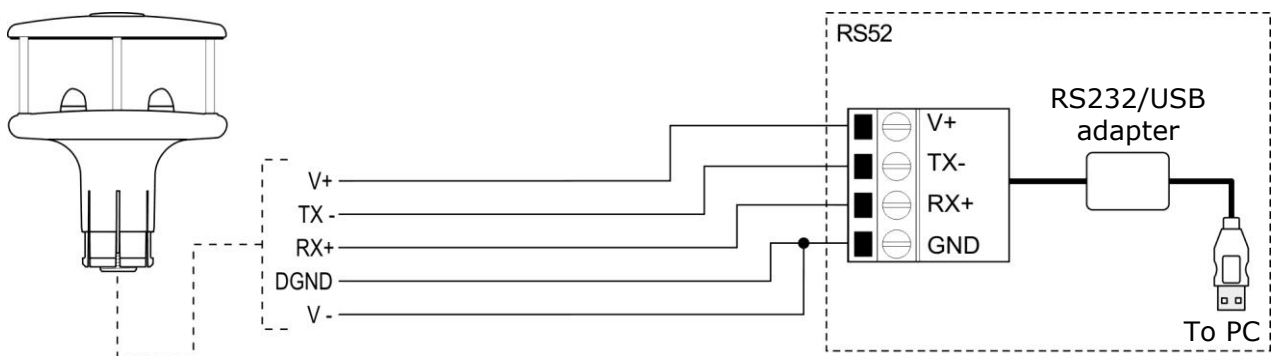 RS52
RS232/USB
adapter
V+
TX-
RX+
GND
V+
TX -
RX+
DGND
V -
To PC